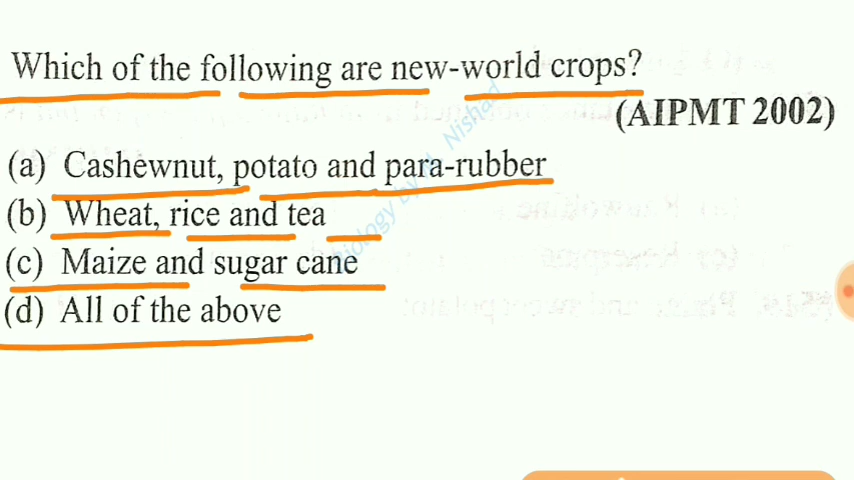 Which of the following are new-world crops?
(AIPMT 2002)
(a) Cashewnut, potato and para-rubber
(b) Wheat, rice and tea
(c) Maize and sugar cane
(d) All of the above